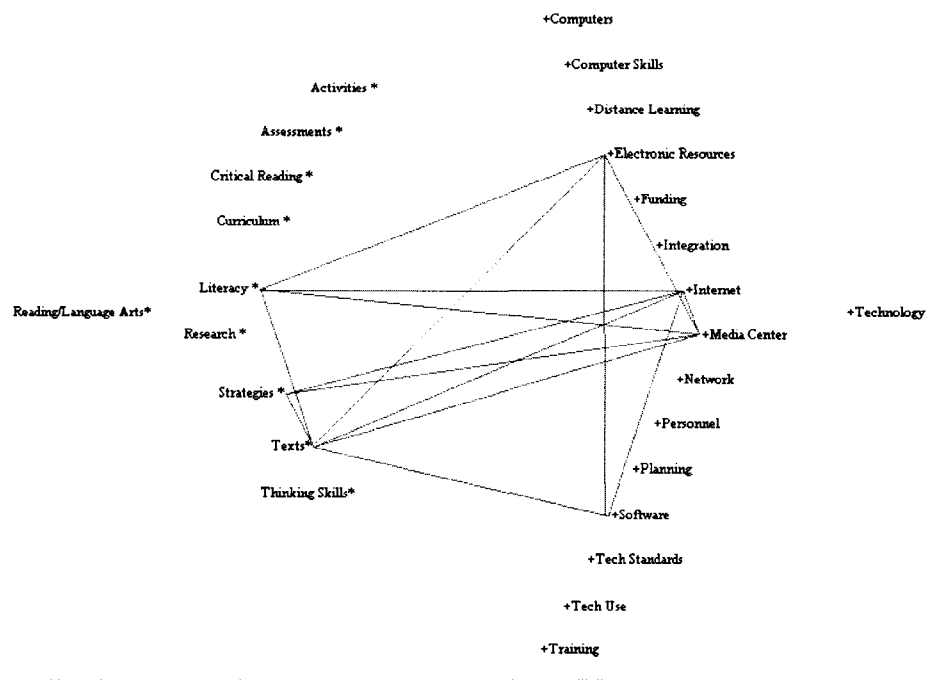 +Computers
+Computer Skills
Activities *
+Distance Learning
Assessments *
+Electronic Resources
Critical Reading *
+Funding
Curriculum *
+Integration
Literacy *
+Internet
Reading/Language Arts*
+Technology
Research *
+Media Center
+Network
Strategies *
+Personnel
Texts*
+Planning
Thinking Skills*
+Software
+Tech Standards
+Tech Use
+Training